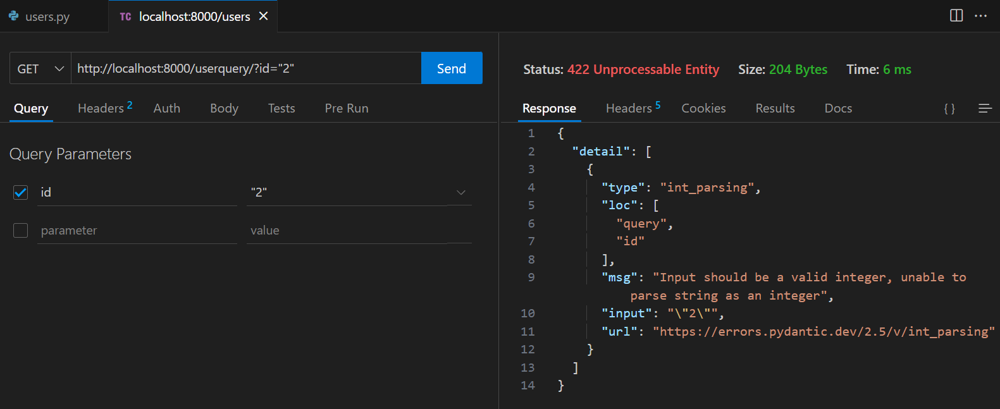 users.py
TC localhost:8000/users
GET http://localhost:8000/userquery/?id="2" Send
Query Headers 2 Auth Body Tests Pre Run
Query Parameters
id "2"
parameter value
Status: 422 Unprocessable Entity Size: 204 Bytes Time: 6 ms
Response Headers 5 Cookies Results Docs { }
1 {
2 "detail": [
3 {
4 "type": "int_parsing",
5 "loc": [
6 "query",
7 "id"
8 ],
9 "msg": "Input should be a valid integer, unable to
parse string as an integer",
10 "input": "\"2\"",
11 "url": "https://errors.pydantic.dev/2.5/v/int_parsing"
12 }
13 ]
14 }